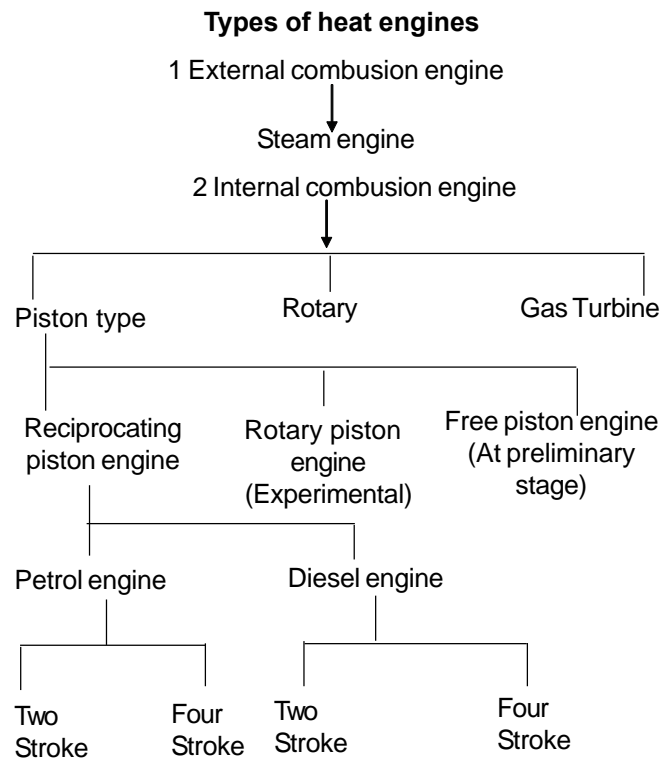 Types of heat engines
1 External combusion engine
Steam engine
2 Internal combusion engine
Piston type
Rotary
Gas Turbine
Reciprocating
piston engine
Rotary piston
engine
(Experimental)
Free piston engine
(At preliminary
stage)
Petrol engine
Diesel engine
Two
Stroke
Four
Stroke
Two
Stroke
Four
Stroke